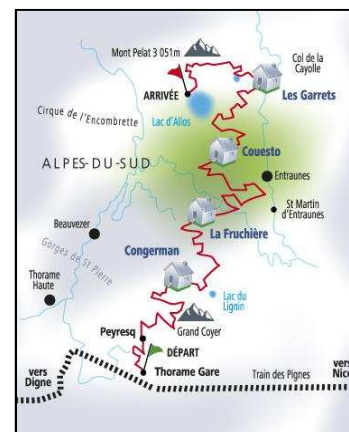 Mont Pelat 3 051m
Col de la
Cayolle
ARRIVÉE
Les Garrets
Lac d'Allos
Cirque de l'Encombrette
Couesto
ALPES-DU-SUD
Entraunes
St Martin
d'Entraunes
Beauvezer
La Fruchière
Gorges de St Pierre
Congerman
Thorame
Haute
Lac du
Lignin
Grand Coyer
Peyresq
DÉPART
Thorame Gare
vers
Digne
Train des Pignes
vers
Nice